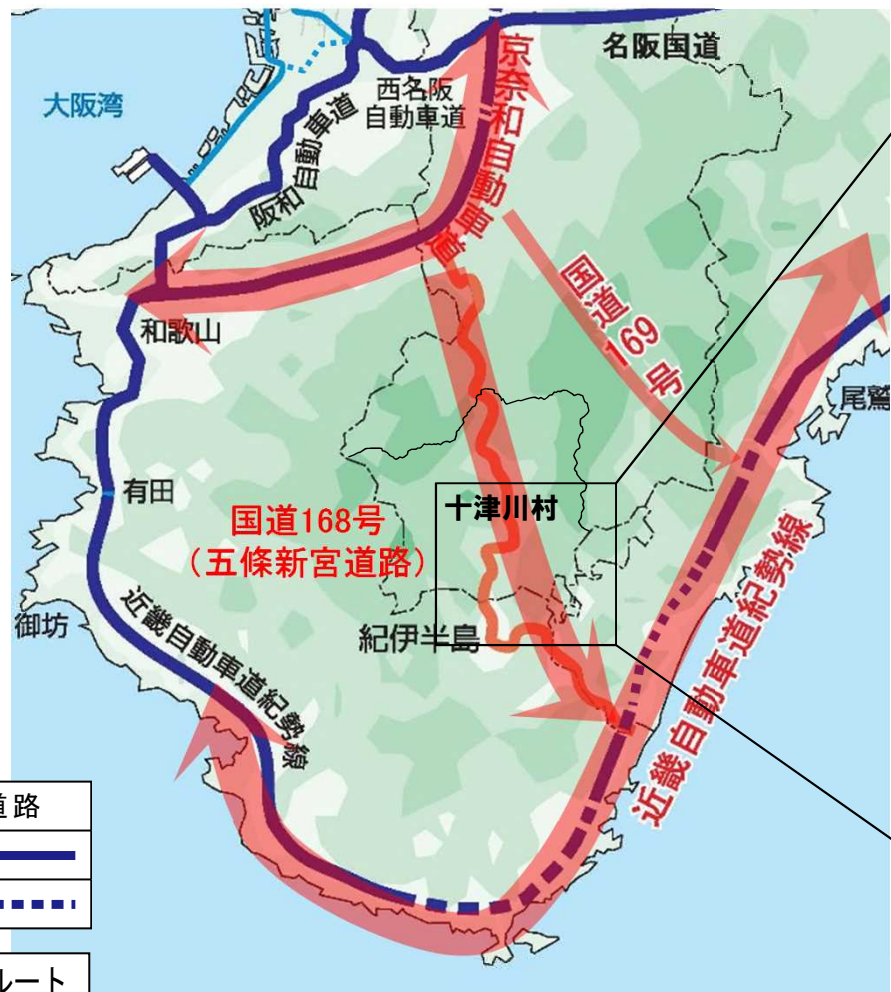 名阪国道
京奈和自動車道
西名阪
自動車道
大阪湾
阪和自動車道
国道
169
号
和歌山
尾鷲
有田
十津川村
国道168号
（五條新宮道路）
御坊
紀伊半島
近畿自動車道紀勢線
近畿自動車道紀勢線
道路
ルート